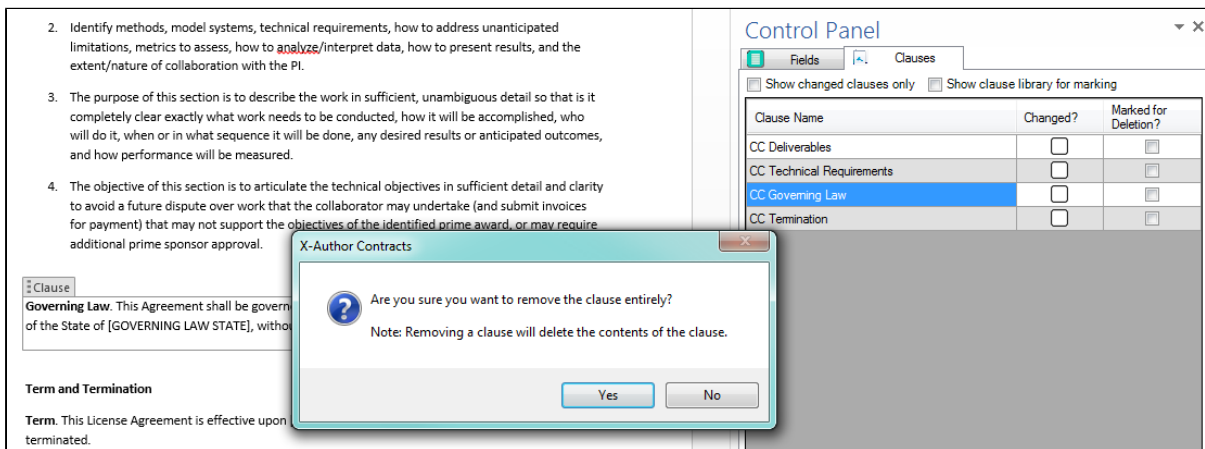 2. Identify methods, model systems, technical requirements, how to address unanticipated
limitations, metrics to assess, how to analyze/interpret data, how to present results, and the
extent/nature of collaboration with the PI.
3. The purpose of this section is to describe the work in sufficient, unambiguous detail so that is it
completely clear exactly what work needs to be conducted, how it will be accomplished, who
will do it, when or in what sequence it will be done, any desired results or anticipated outcomes,
and how performance will be measured.
4. The objective of this section is to articulate the technical objectives in sufficient detail and clarity
to avoid a future dispute over work that the collaborator may undertake (and submit invoices
for payment) that may not support the objectives of the identified prime award, or may require
additional prime sponsor approval.
Clause
Governing Law. This Agreement shall be govern
of the State of [GOVERNING LAW STATE], withou
Term and Termination
Term. This License Agreement is effective upon
terminated.
X-Author Contracts
Are you sure you want to remove the clause entirely?
Note: Removing a clause will delete the contents of the clause.
Yes No
Control Panel
Fields Clauses
Show changed clauses only Show clause library for marking
Clause Name Changed? Marked for
Deletion?
CC Deliverables
CC Technical Requirements
CC Governing Law
CC Termination